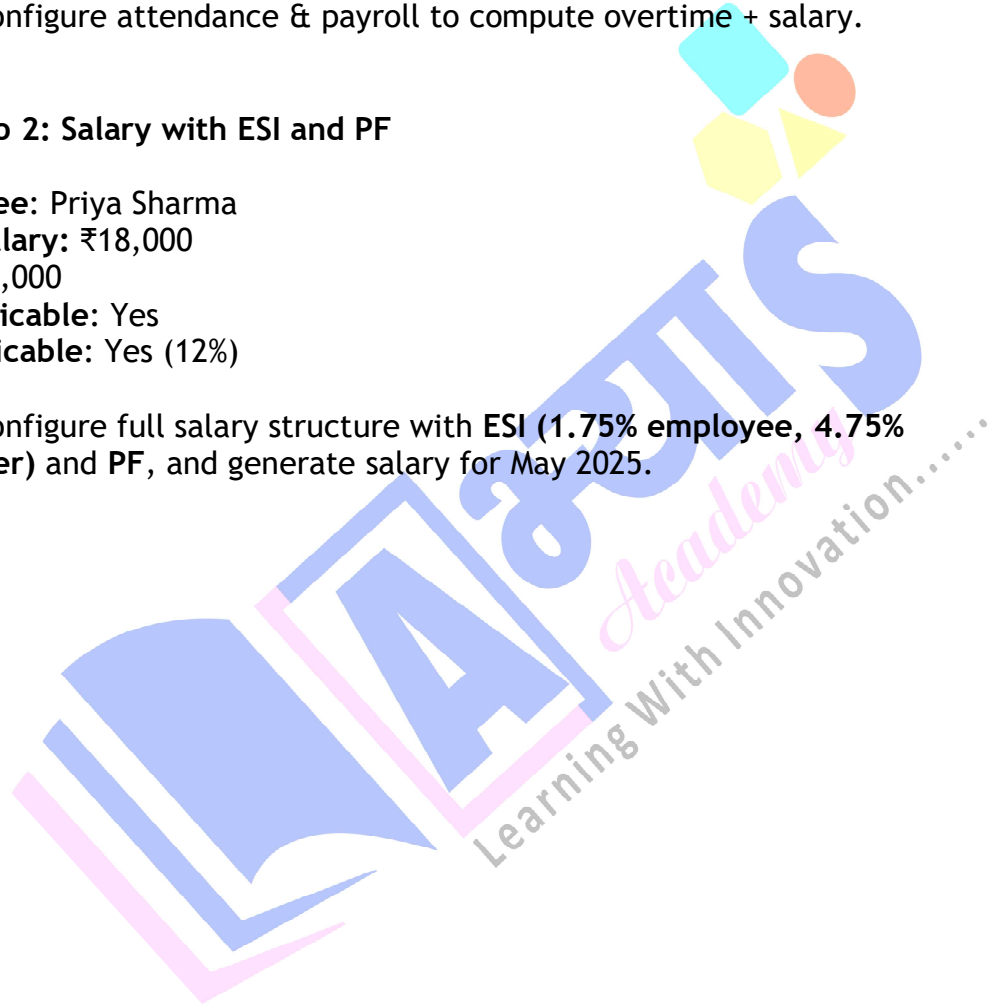 onfigure attendance & payroll to compute overtime + salary.
o 2: Salary with ESI and PF
ee: Priya Sharma
lary: ₹18,000
,000
icable: Yes
icable: Yes (12%)
onfigure full salary structure with ESI (1.75% employee, 4.75%
er) and PF, and generate salary for May 2025.
अभ्याS
A
Academy
Learning With Innovation.....